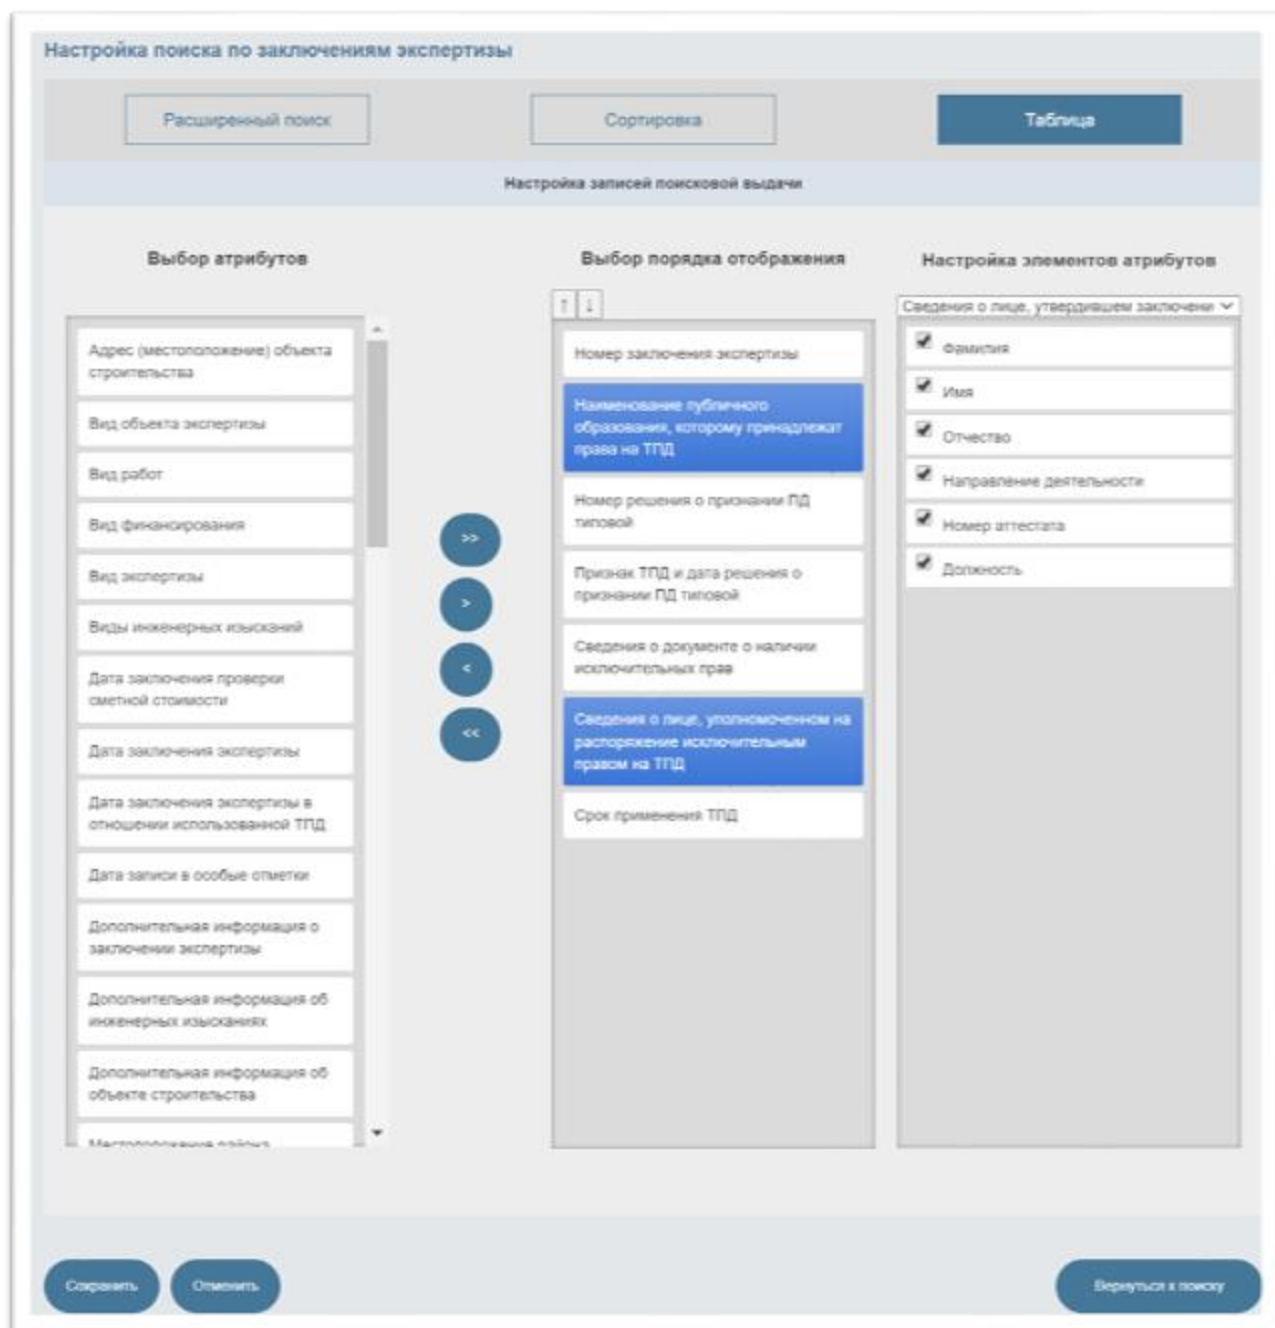 Настройка поиска по заключениям экспертизы
Расширенный поиск
Сортировка
Таблица
Настройка записей поисковой выдачи
Выбор атрибутов
Адрес (местоположение) объекта
строительства
Вид объекта экспертизы
Вид работ
Вид финансирования
Вид экспертизы
Виды инженерных изысканий
Дата заключения проверки
сметной стоимости
Дата заключения экспертизы
Дата заключения экспертизы в
отношении использованной ТПД
Дата записи в особые отметки
Дополнительная информация о
заключении экспертизы
Дополнительная информация об
инженерных изысканиях
Дополнительная информация об
объекте строительства
Местоположение района
>>
>
<
<<
Выбор порядка отображения
↑ ↓
Номер заключения экспертизы
Наименование публичного
образования, которому принадлежат
права на ТПД
Номер решения о признании ПД
типовой
Признак ТПД и дата решения о
признании ПД типовой
Сведения о документе о наличии
исключительных прав
Сведения о лице, уполномоченном на
распоряжение исключительным
правом на ТПД
Срок применения ТПД
Настройка элементов атрибутов
Сведения о лице, утвердившем заключени
Фамилия
Имя
Отчество
Направление деятельности
Номер аттестата
Должность
Сохранить
Отменить
Вернуться к поиску